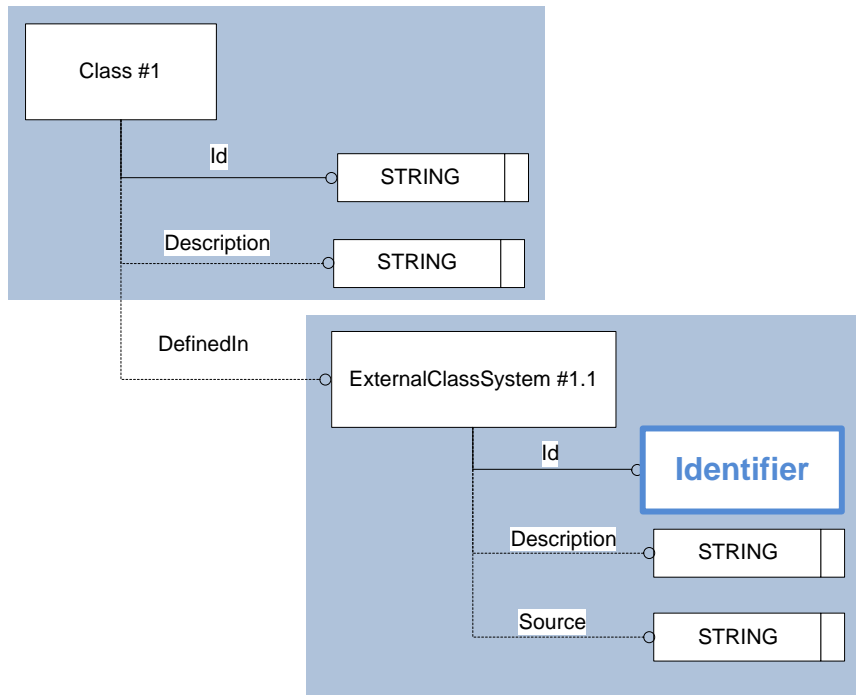 Class #1
Id
STRING
Description
STRING
DefinedIn
ExternalClassSystem #1.1
Id
Identifier
Description
STRING
Source
STRING